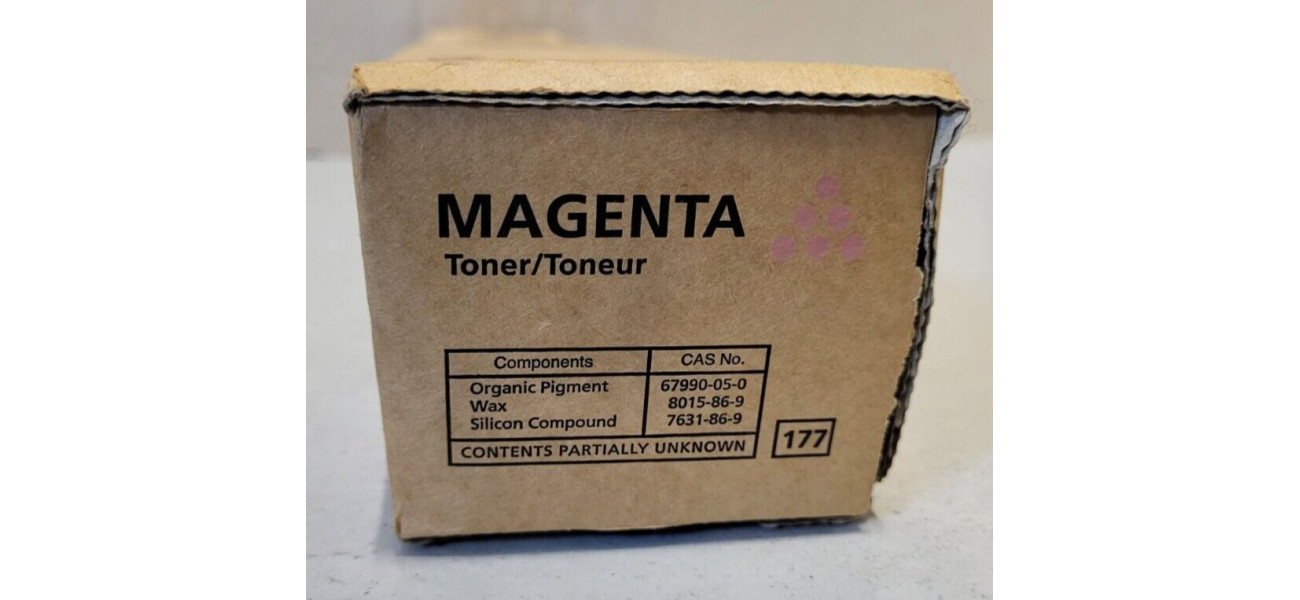 MAGENTA
Toner/Toneur
Components CAS No.
Organic Pigment 67990-05-0
Wax 8015-86-9
Silicon Compound 7631-86-9
CONTENTS PARTIALLY UNKNOWN
177